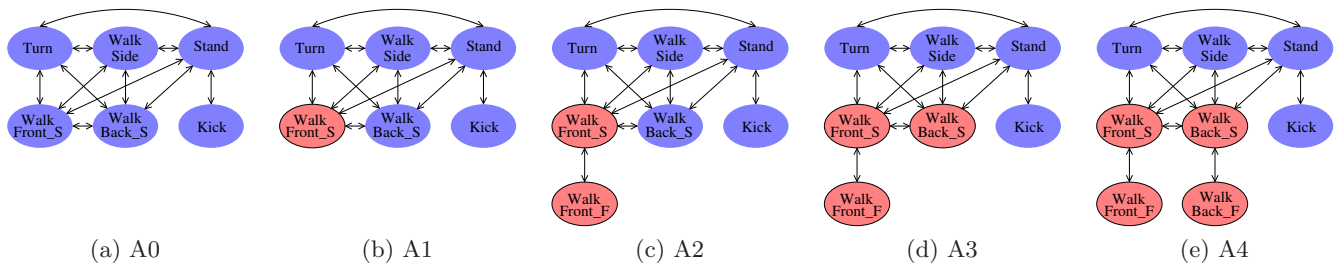 Turn
Walk
Side
Stand
Walk
Front_S
Walk
Back_S
Kick
(a) A0
Turn
Walk
Side
Stand
Walk
Front_S
Walk
Back_S
Kick
(b) A1
Turn
Walk
Side
Stand
Walk
Front_S
Walk
Back_S
Kick
Walk
Front_F
(c) A2
Turn
Walk
Side
Stand
Walk
Front_S
Walk
Back_S
Kick
Walk
Front_F
(d) A3
Turn
Walk
Side
Stand
Walk
Front_S
Walk
Back_S
Kick
Walk
Front_F
Walk
Back_F
(e) A4